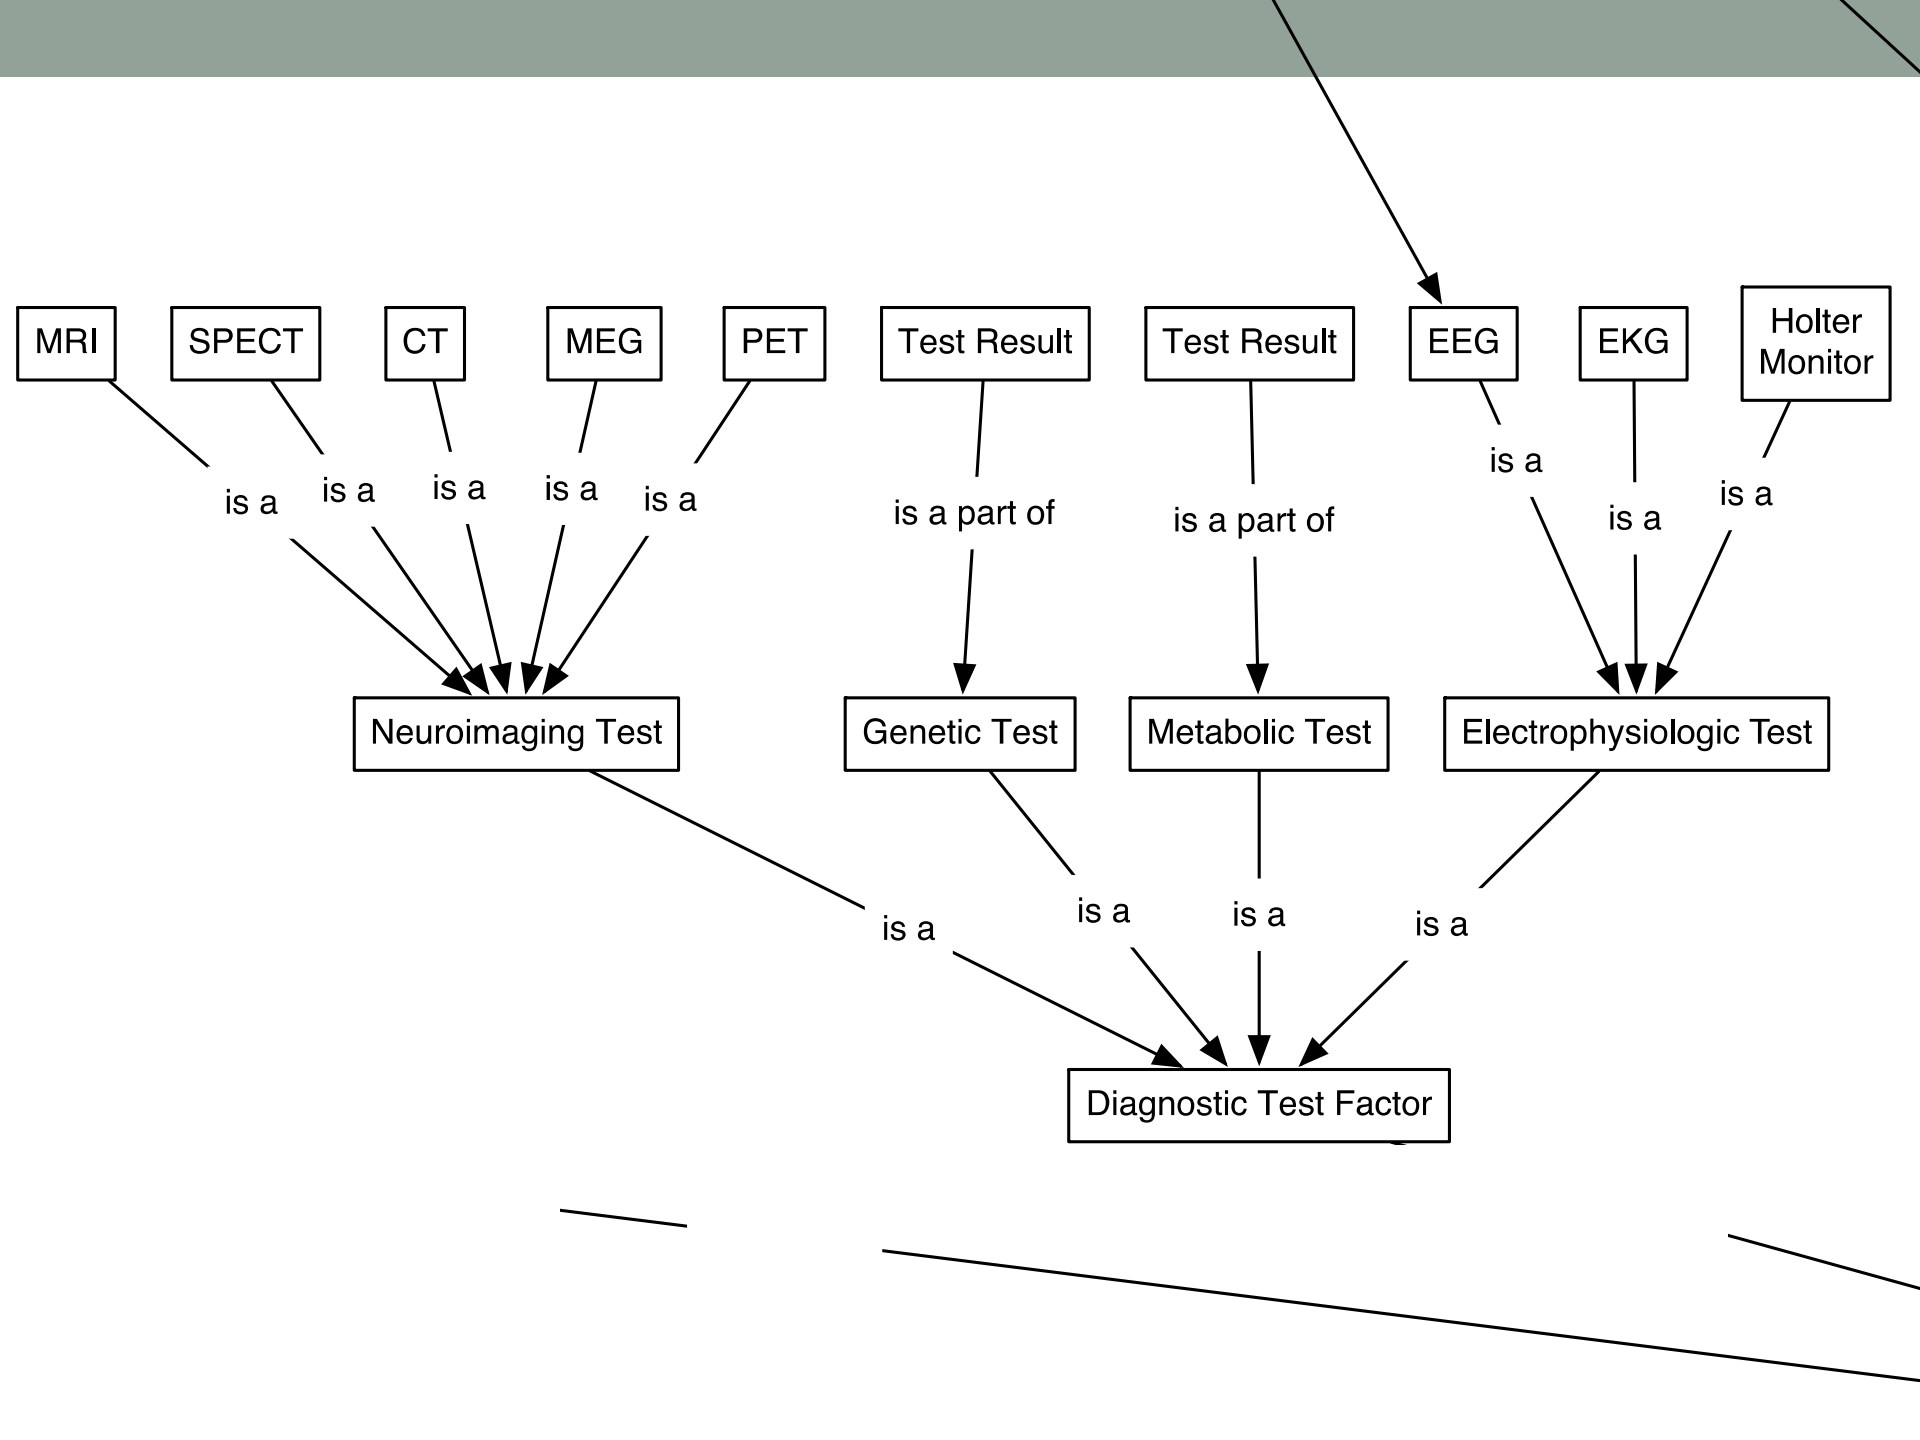 MRI
SPECT
CT
MEG
PET
Test Result
Test Result
EEG
EKG
Holter
Monitor
is a
is a
is a
is a
is a
is a part of
is a part of
is a
is a
is a
Neuroimaging Test
Genetic Test
Metabolic Test
Electrophysiologic Test
is a
is a
is a
is a
Diagnostic Test Factor